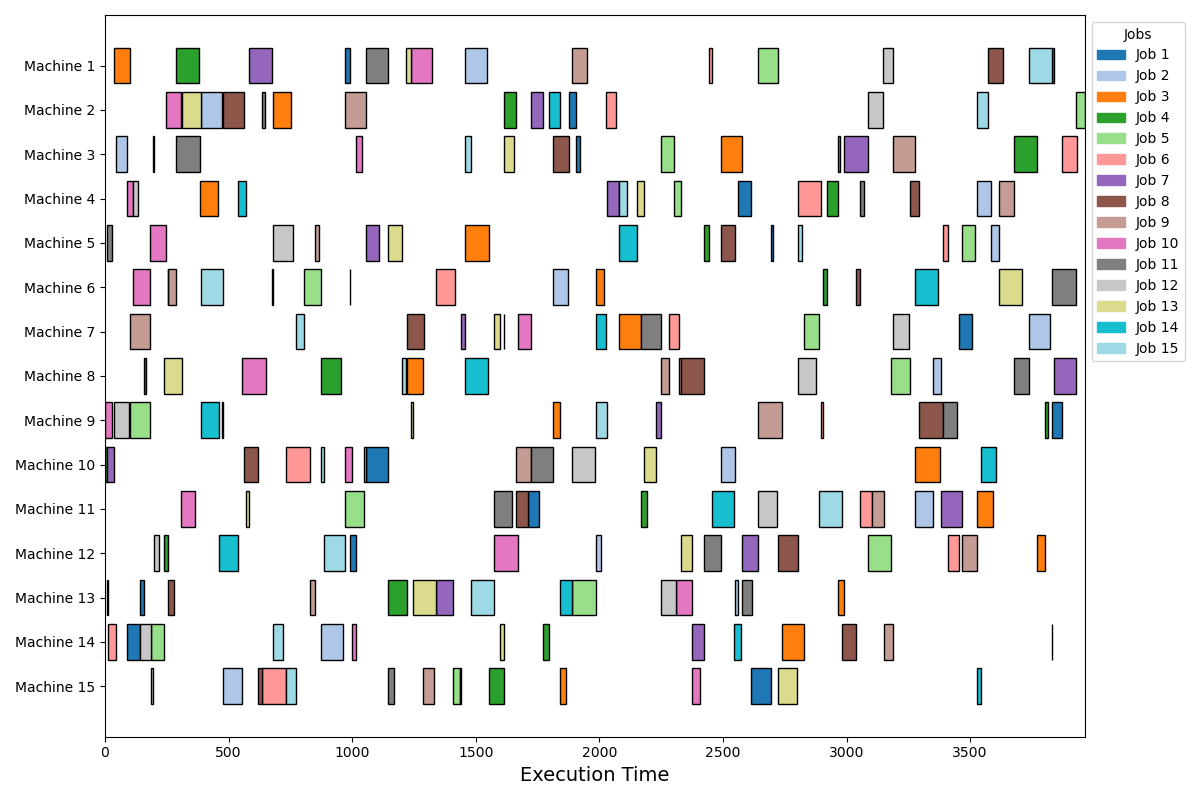 Machine 1
Machine 2
Machine 3
Machine 4
Machine 5
Machine 6
Machine 7
Machine 8
Machine 9
Machine 10
Machine 11
Machine 12
Machine 13
Machine 14
Machine 15
0 500 1000 1500 2000 2500 3000 3500
Execution Time
Jobs
Job 1
Job 2
Job 3
Job 4
Job 5
Job 6
Job 7
Job 8
Job 9
Job 10
Job 11
Job 12
Job 13
Job 14
Job 15